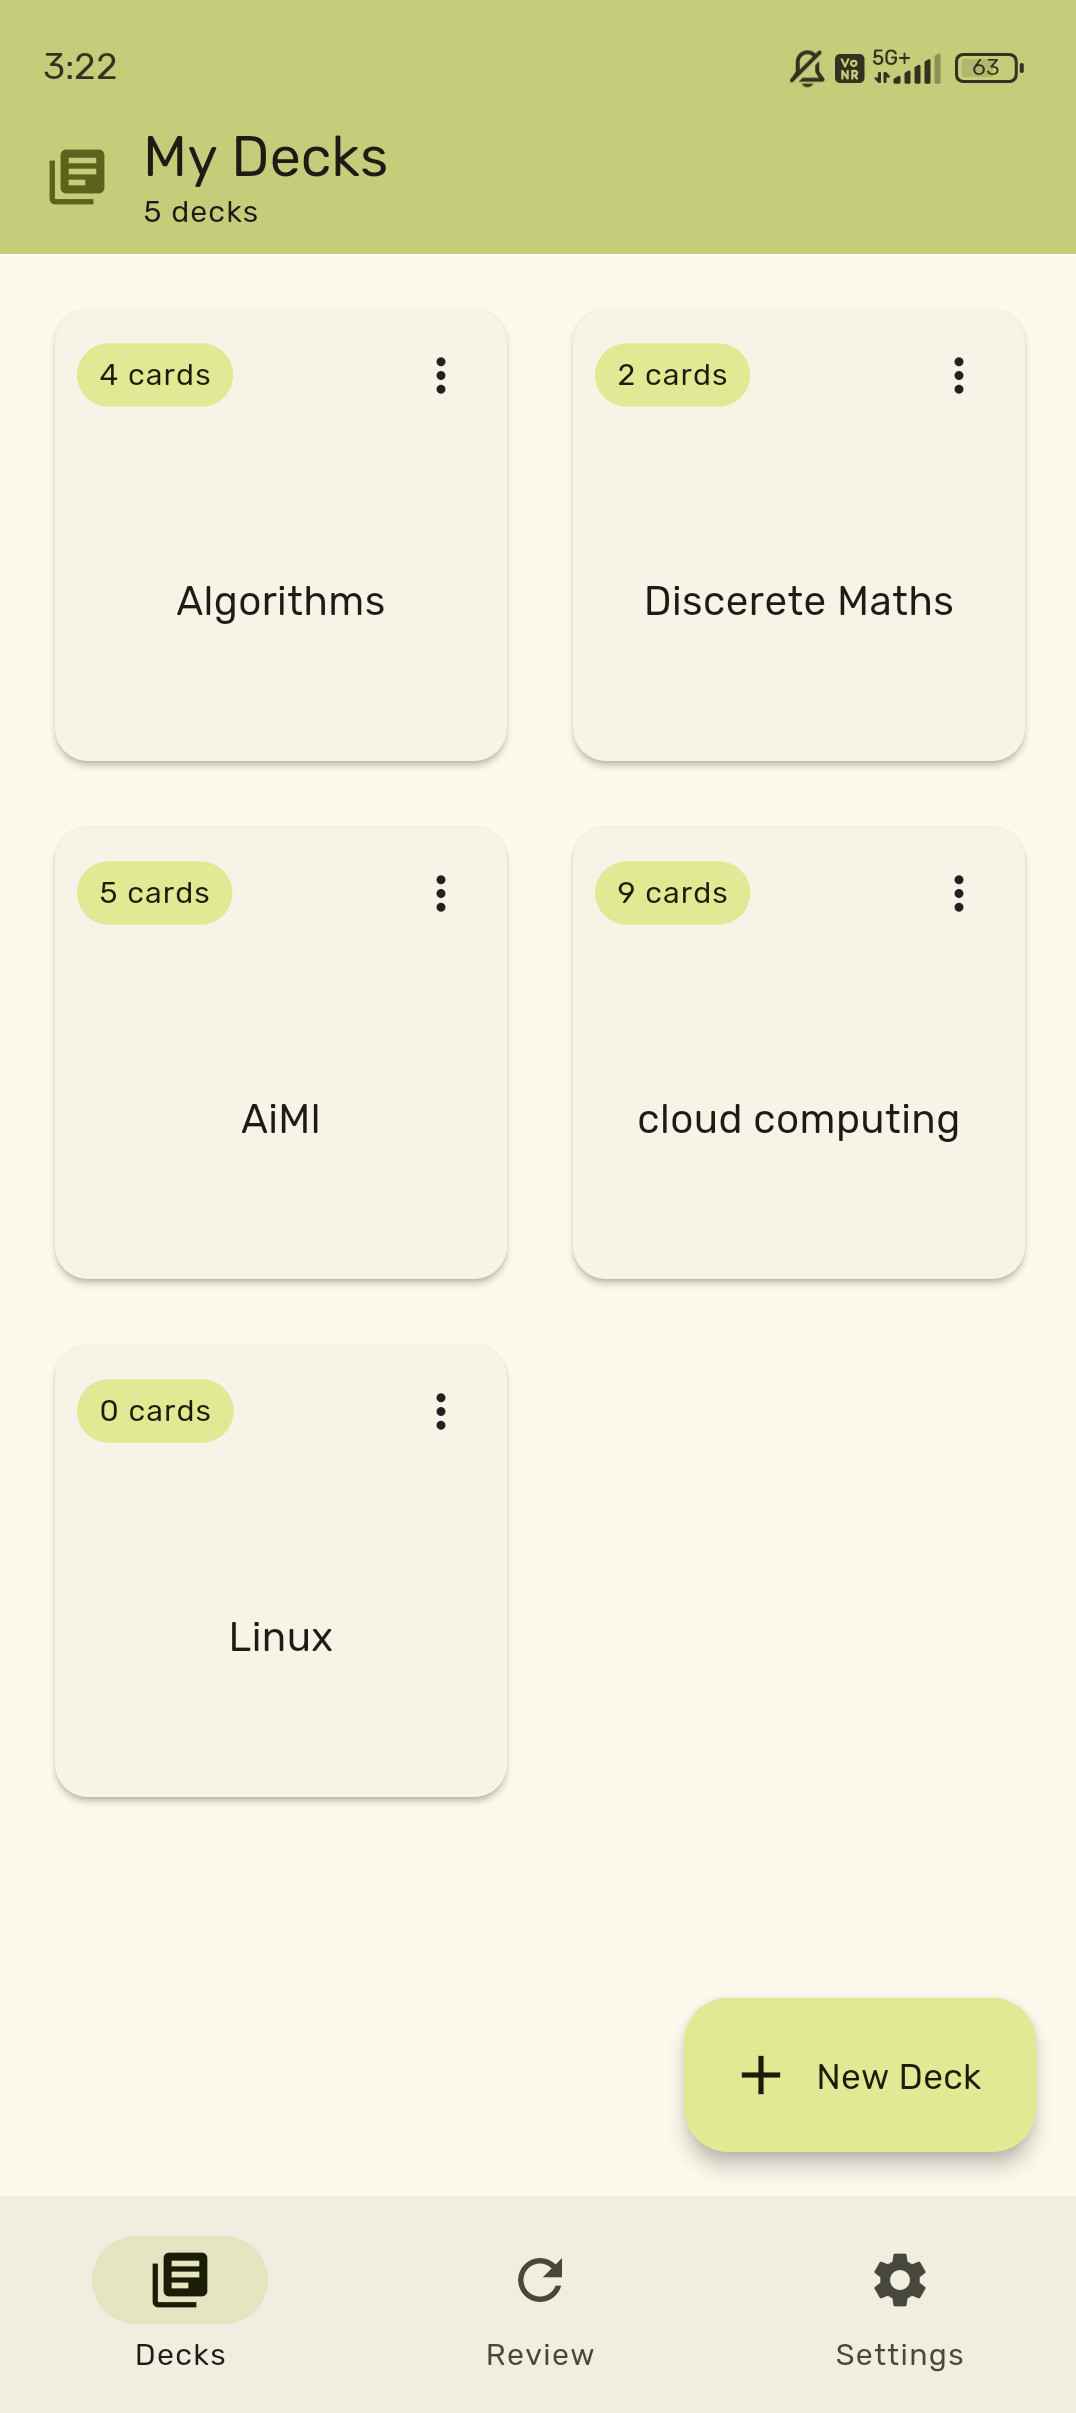 3:22
Vo NR 5G+ 63
My Decks
5 decks
4 cards
2 cards
Algorithms
Discerete Maths
5 cards
9 cards
AiMl
cloud computing
0 cards
Linux
New Deck
Decks
Review
Settings